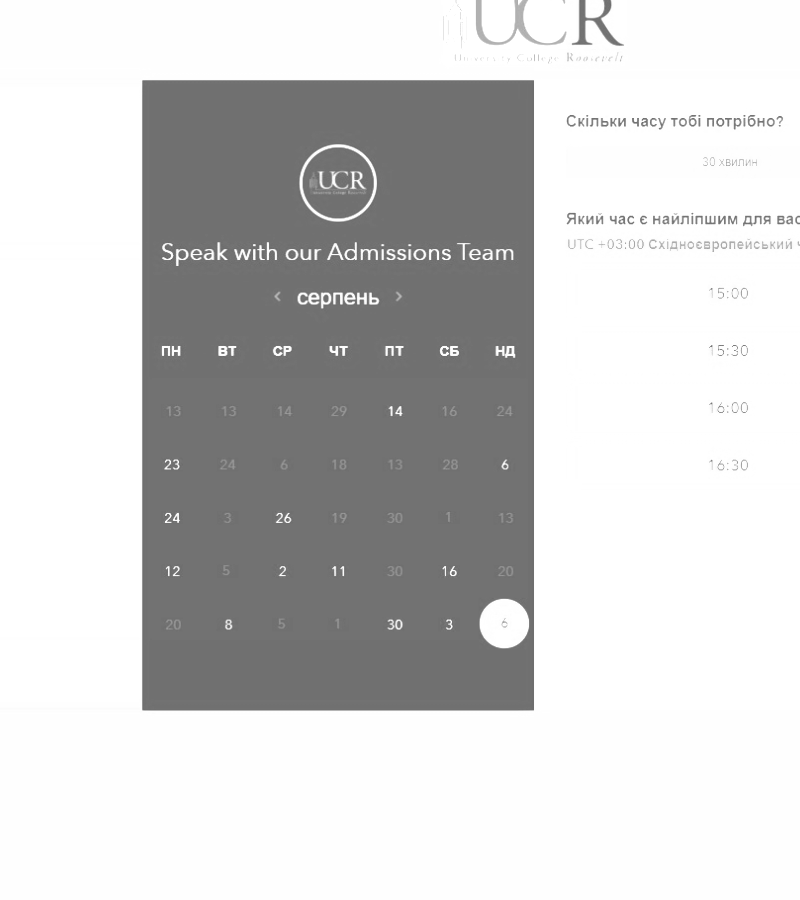 UCR
University College Roosevelt
UCR
Speak with our Admissions Team
серпень
ПН ВТ СР ЧТ ПТ СБ НД
13 13 14 29 14 16 24
23 24 6 18 13 28 6
24 3 26 19 30 1 13
12 5 2 11 30 16 20
20 8 5 1 30 3 6
Скільки часу тобі потрібно?
30 хвилин
Який час є найліпшим для вас
UTC +03:00 Східноєвропейський ч
15:00
15:30
16:00
16:30